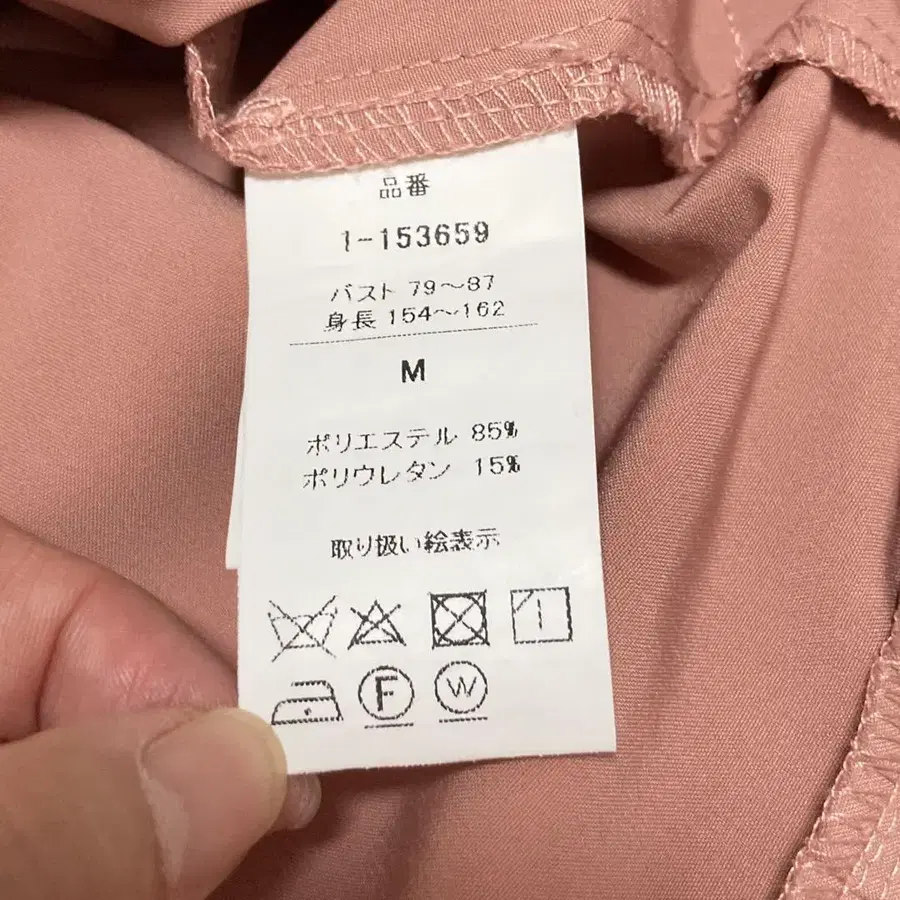 品番
1-153659
バスト 79〜87
身長 154〜162
M
ポリエステル 85%
ポリウレタン 15%
取り扱い絵表示
F W